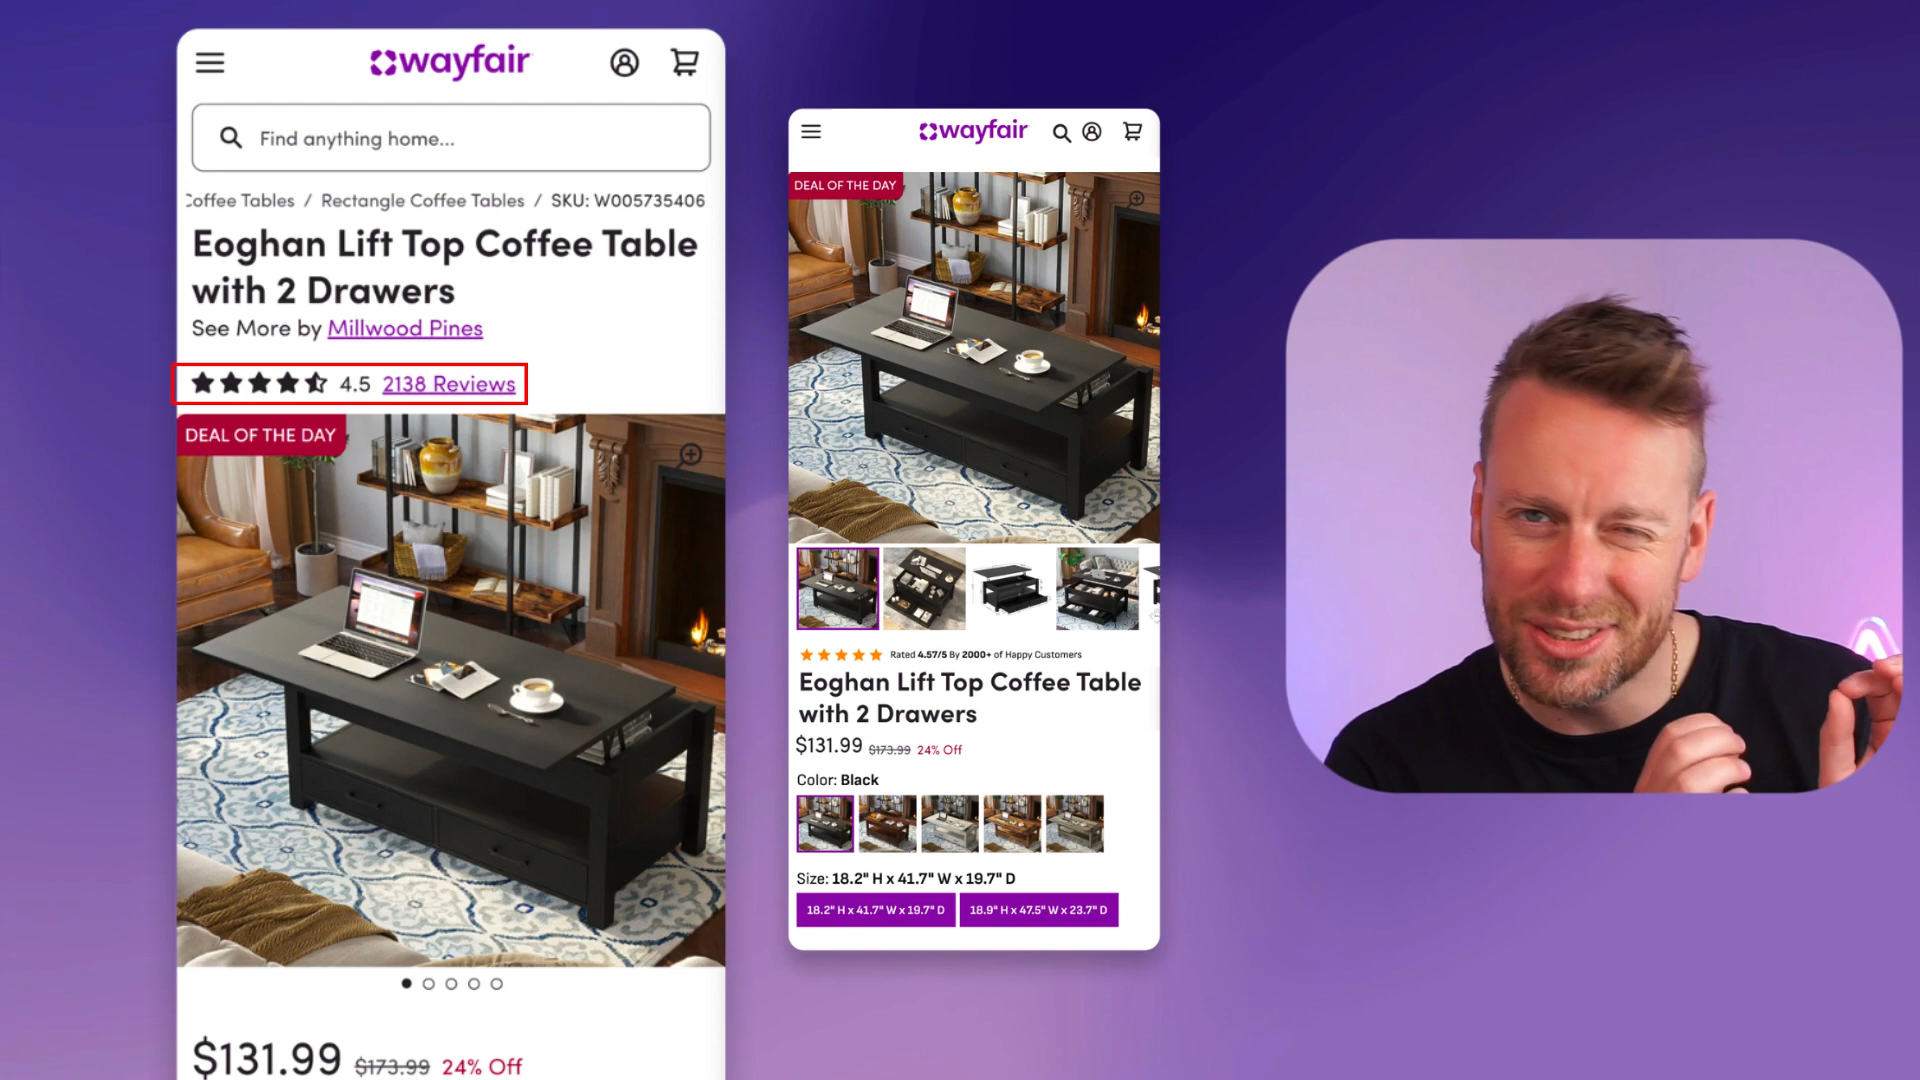 wayfair
Find anything home...
Coffee Tables / Rectangle Coffee Tables / SKU: W005735406
Eoghan Lift Top Coffee Table
with 2 Drawers
See More by Millwood Pines
4.5 2138 Reviews
DEAL OF THE DAY
$131.99 $173.99 24% Off
wayfair
DEAL OF THE DAY
Rated 4.57/5 By 2000+ of Happy Customers
Eoghan Lift Top Coffee Table
with 2 Drawers
$131.99 $173.99 24% Off
Color: Black
Size: 18.2" H x 41.7" W x 19.7" D
18.2" H x 41.7" W x 19.7" D
18.9" H x 47.5" W x 23.7" D